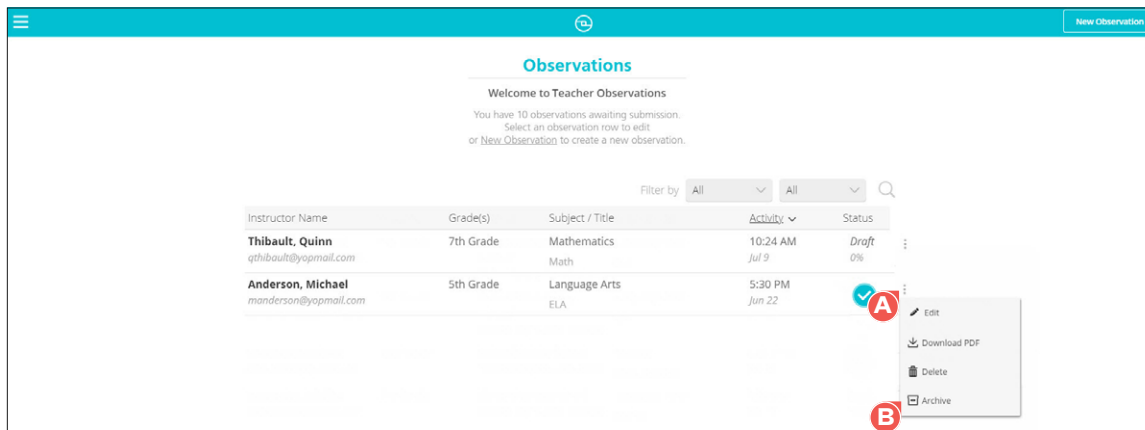 New Observation
Observations
Welcome to Teacher Observations
You have 10 observations awaiting submission.
Select an observation row to edit
or New Observation to create a new observation.
Filter by All All
Instructor Name Grade(s) Subject / Title Activity Status
Thibault, Quinn 7th Grade Mathematics 10:24 AM Draft
qthibault@yopmail.com Math Jul 9 0%
Anderson, Michael 5th Grade Language Arts 5:30 PM
manderson@yopmail.com ELA Jun 22
A
Edit
Download PDF
Delete
Archive
B